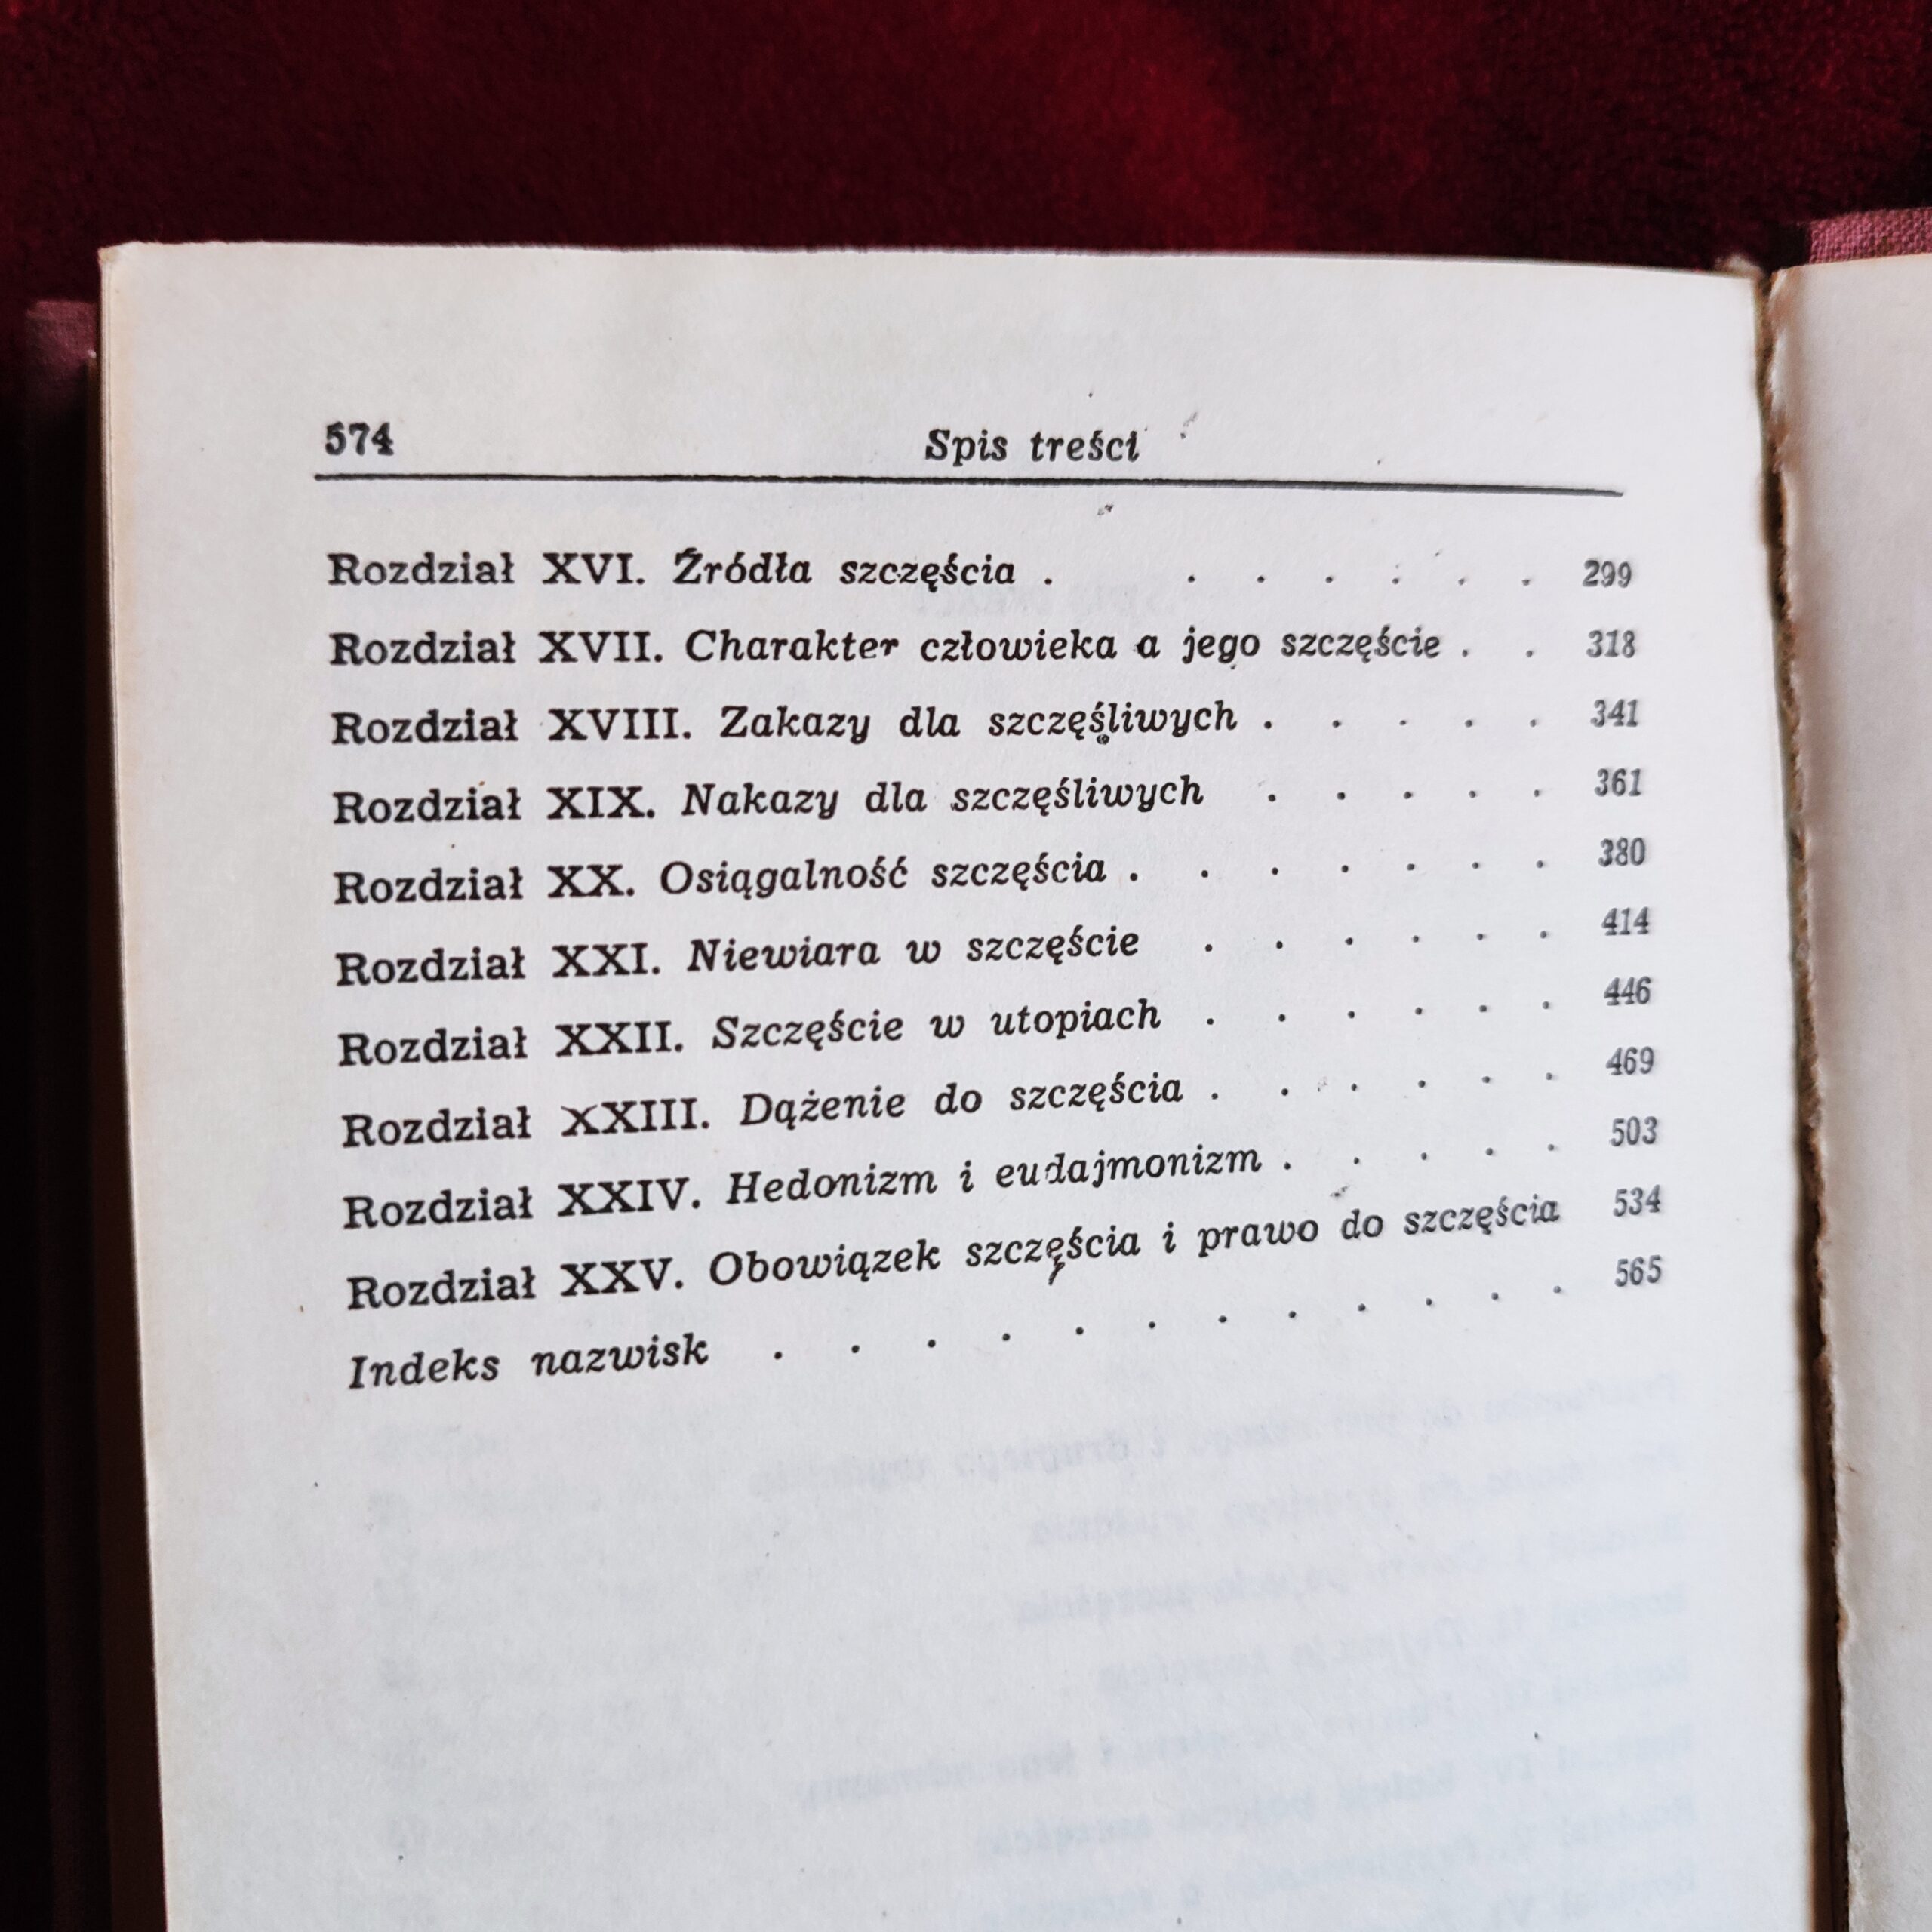 574 Spis treści
Rozdział XVI. Źródła szczęścia . . . . . . . 299
Rozdział XVII. Charakter człowieka a jego szczęście . . 318
Rozdział XVIII. Zakazy dla szczęśliwych . . . . . 341
Rozdział XIX. Nakazy dla szczęśliwych . . . . . 361
Rozdział XX. Osiągalność szczęścia . . . . . . . 380
Rozdział XXI. Niewiara w szczęście . . . . . . 414
Rozdział XXII. Szczęście w utopiach . . . . . . 446
Rozdział XXIII. Dążenie do szczęścia . . . . . . 469
Rozdział XXIV. Hedonizm i eudajmonizm . . . . . 503
Rozdział XXV. Obowiązek szczęścia i prawo do szczęścia 534
Indeks nazwisk . . . . . . . . . . . . 565